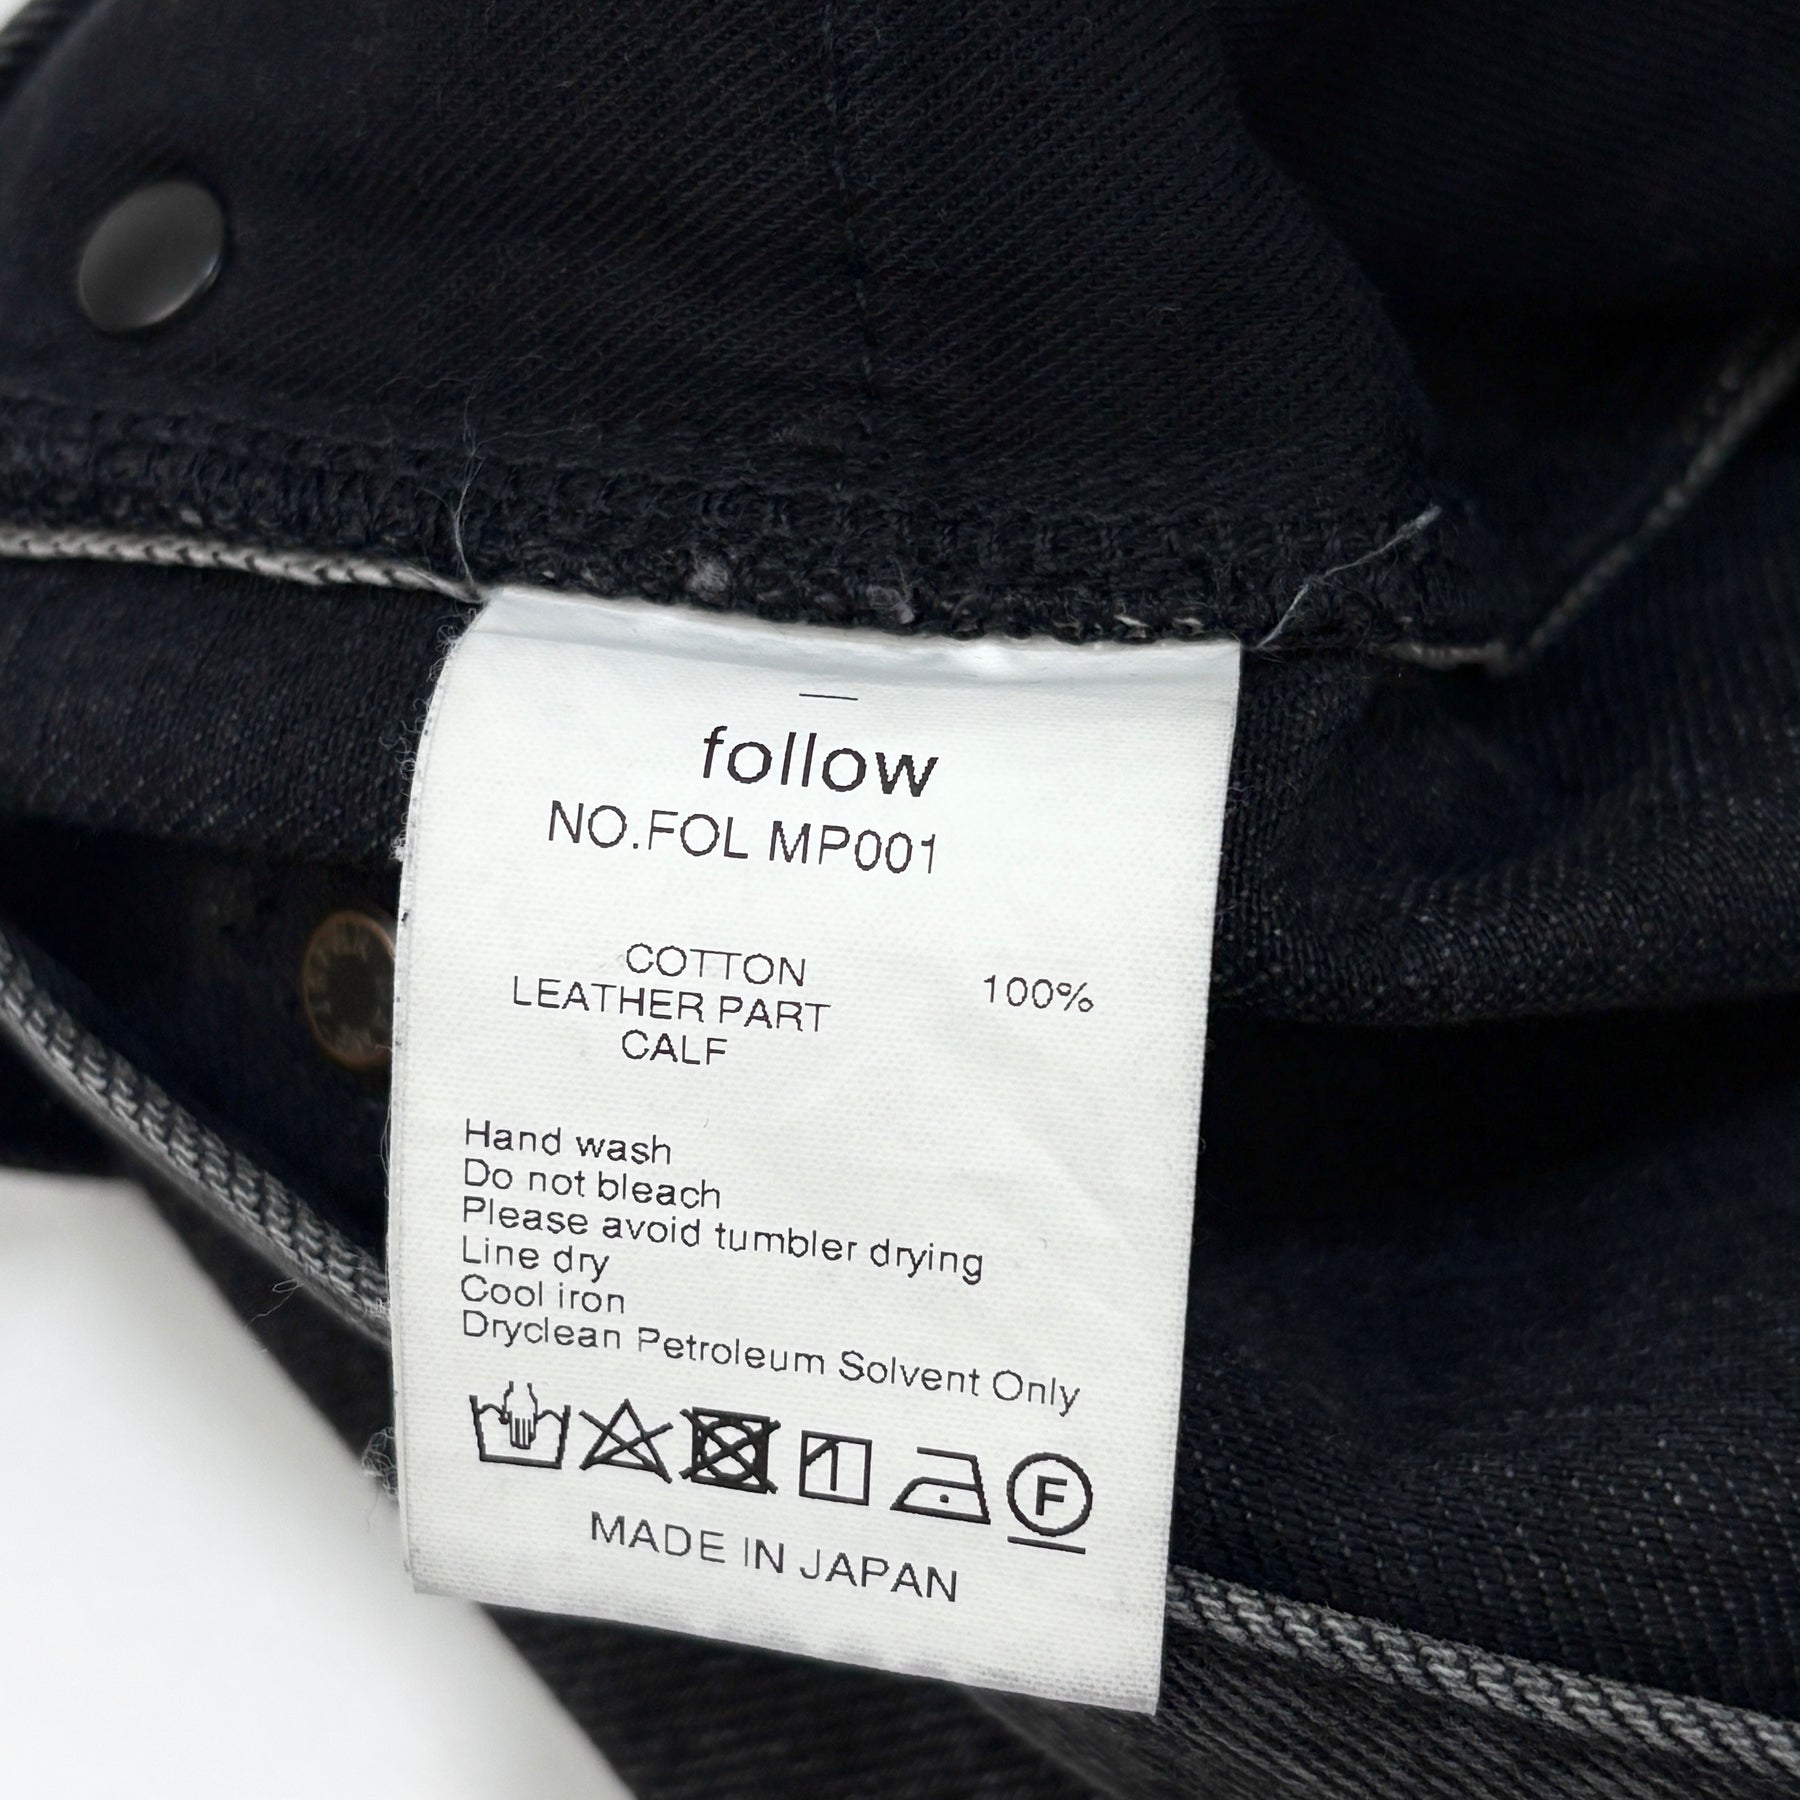 follow
NO.FOL MP001
COTTON 100%
LEATHER PART
CALF
Hand wash
Do not bleach
Please avoid tumbler drying
Line dry
Cool iron
Dryclean Petroleum Solvent Only
1 F
MADE IN JAPAN